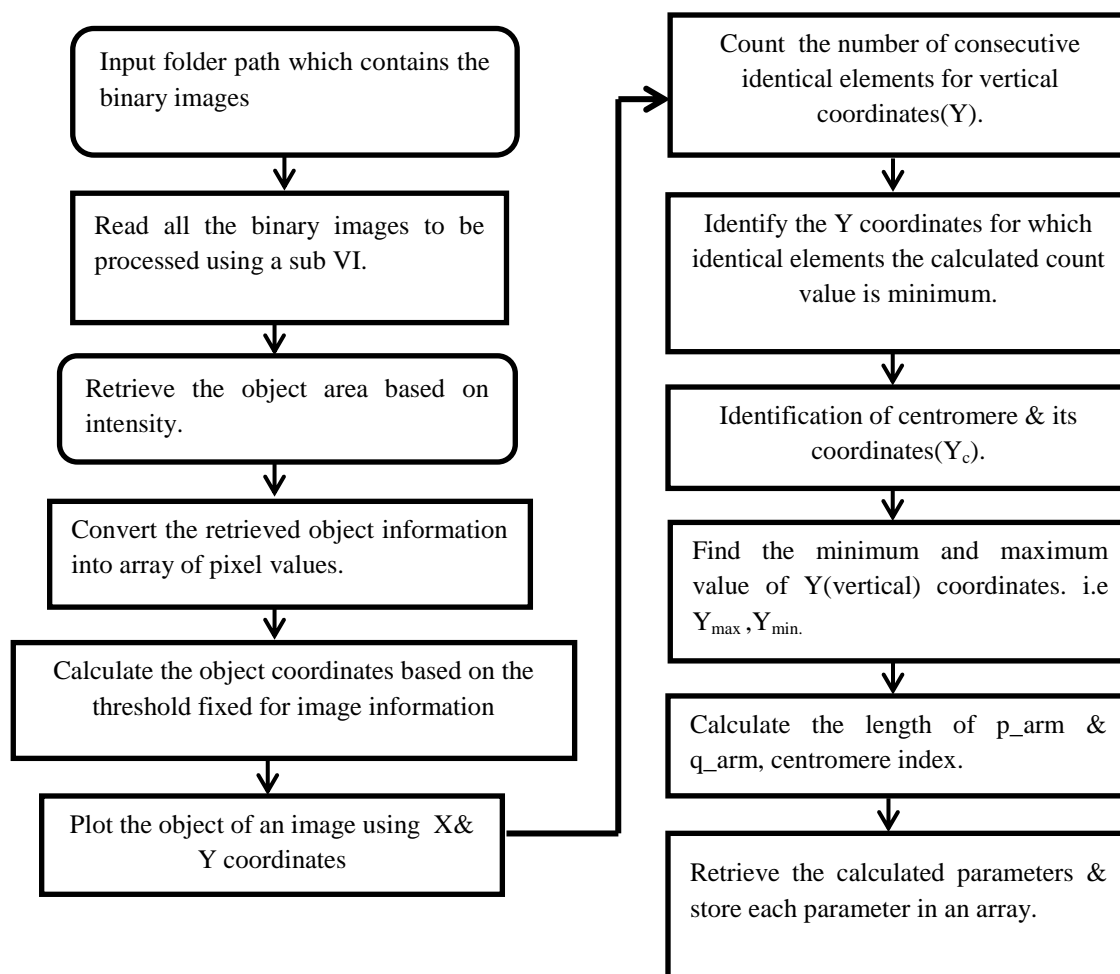 Input folder path which contains the
binary images
Read all the binary images to be
processed using a sub VI.
Retrieve the object area based on
intensity.
Convert the retrieved object information
into array of pixel values.
Calculate the object coordinates based on the
threshold fixed for image information
Plot the object of an image using X&
Y coordinates
Count the number of consecutive
identical elements for vertical
coordinates(Y).
Identify the Y coordinates for which
identical elements the calculated count
value is minimum.
Identification of centromere & its
coordinates(Yc).
Find the minimum and maximum
value of Y(vertical) coordinates. i.e
Ymax ,Ymin.
Calculate the length of p_arm &
q_arm, centromere index.
Retrieve the calculated parameters &
store each parameter in an array.